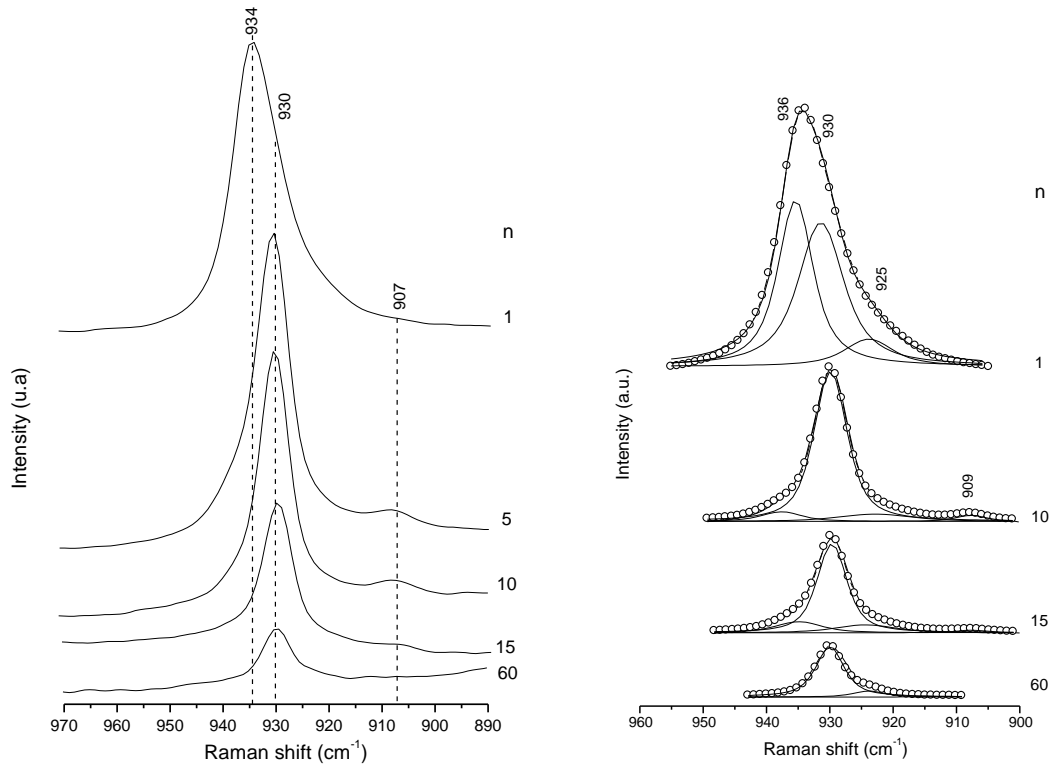 934
930
907
n
1
5
10
15
60
Intensity (u.a)
970 960 950 940 930 920 910 900 890
Raman shift (cm-1)
936
930
925
909
n
1
10
15
60
Intensity (a.u.)
960 950 940 930 920 910 900
Raman shift (cm-1)